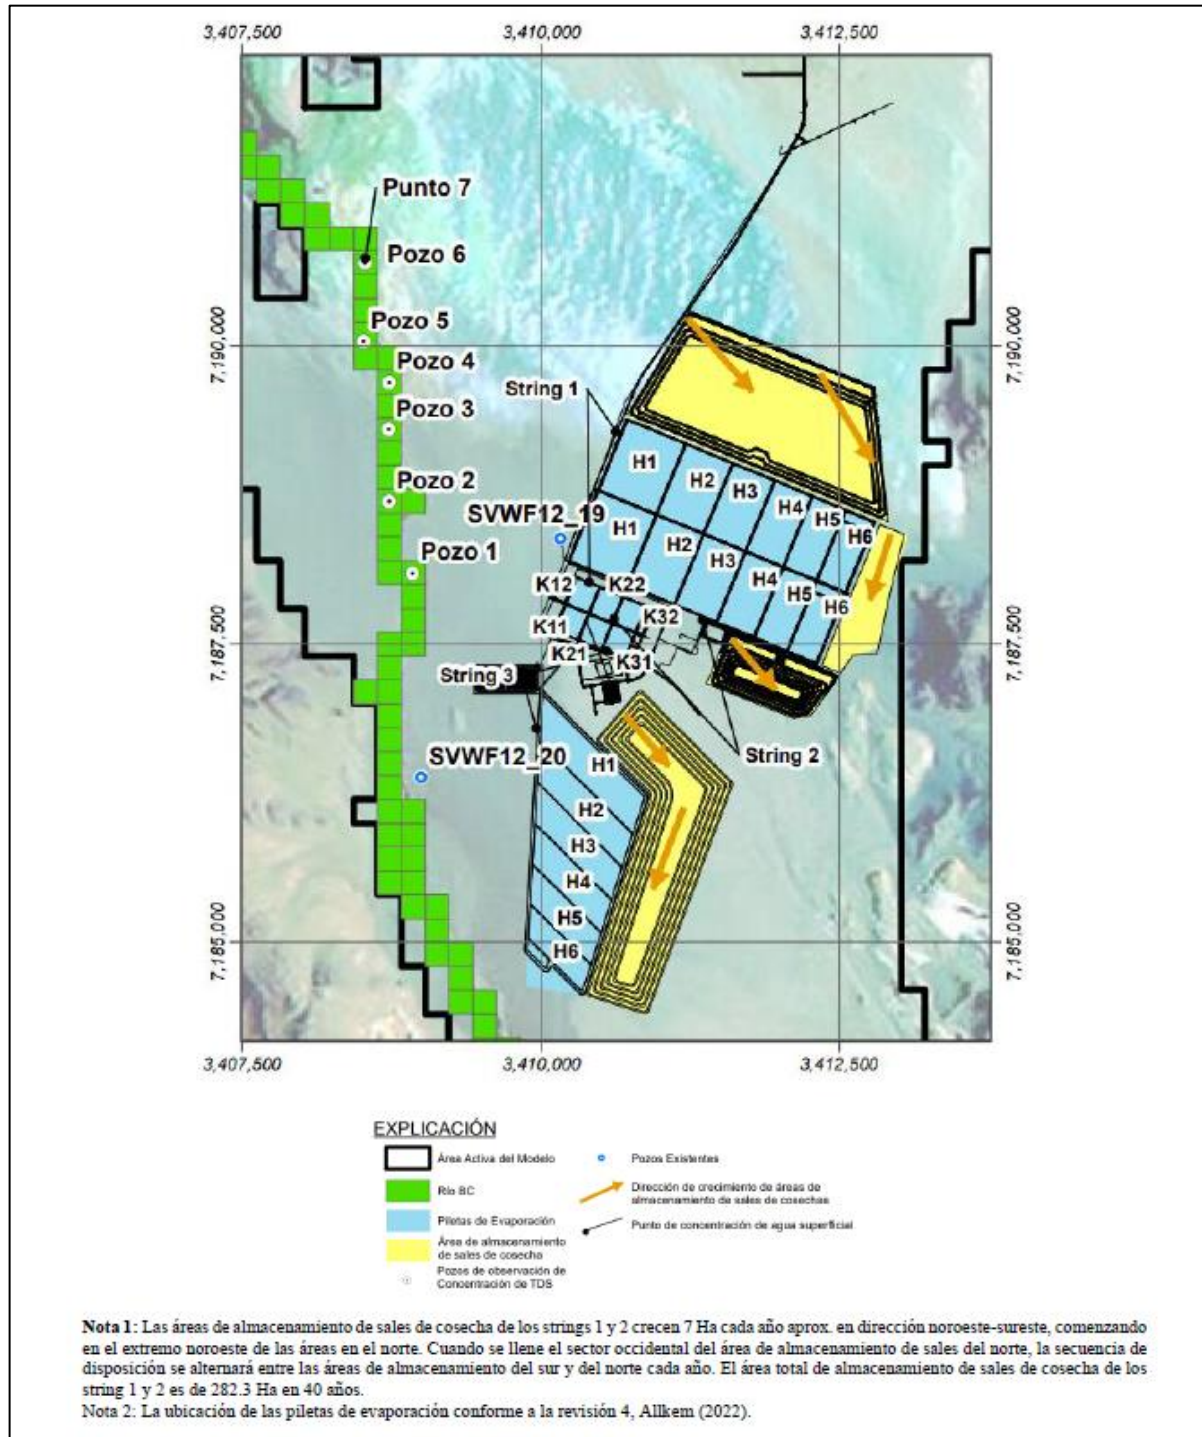 3,407,500 3,410,000 3,412,500
Punto 7
Pozo 6
Pozo 5
7,190,000 7,190,000
Pozo 4
String 1
Pozo 3
H1
H2
H3
Pozo 2
H4
H5
SVWF12_19
H6
H1
H2
Pozo 1
H3
K12
K22
H4
H6
H5
K32
K11
7,187,500 7,187,500
K21
K31
String 3
String 2
SVWF12_20
H1
H2
H3
H4
H5
7,185,000 7,185,000
H6
3,407,500 3,410,000 3,412,500
EXPLICACIÓN
Área Activa del Modelo
Pozos Existentes
Río BC
Dirección de crecimiento de áreas de
almacenamiento de sales de cosechas
Piletas de Evaporación
Punto de concentración de agua superficial
Área de almacenamiento
de sales de cosecha
Pozos de observación de
Concentración de TDS
Nota 1: Las áreas de almacenamiento de sales de cosecha de los strings 1 y 2 crecen 7 Ha cada año aprox. en dirección noroeste-sureste, comenzando
en el extremo noroeste de las áreas en el norte. Cuando se llene el sector occidental del área de almacenamiento de sales del norte, la secuencia de
disposición se alternará entre las áreas de almacenamiento del sur y del norte cada año. El área total de almacenamiento de sales de cosecha de los
string 1 y 2 es de 282.3 Ha en 40 años.
Nota 2: La ubicación de las piletas de evaporación conforme a la revisión 4, Allkem (2022).